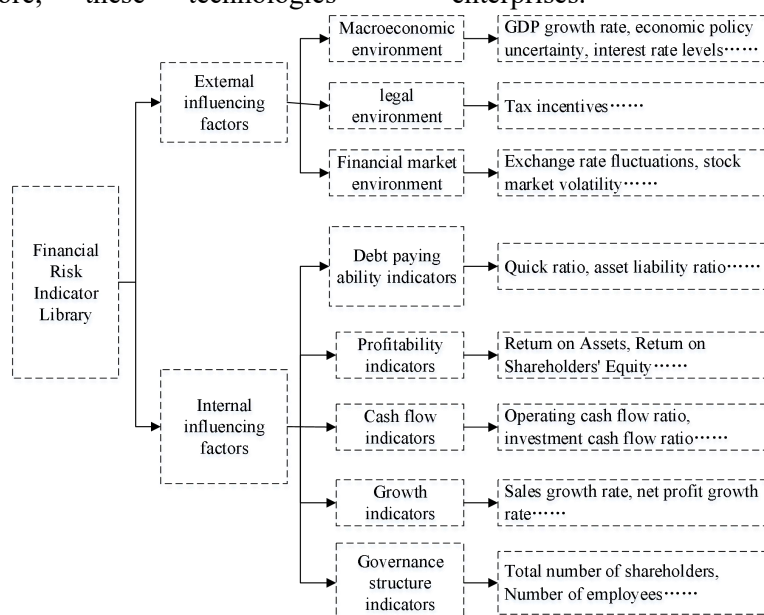 these technologies enterprises.
Macroeconomic
environment
GDP growth rate, economic policy
uncertainty, interest rate levels······
External
influencing
factors
legal
environment
Tax incentives······
Financial market
environment
Exchange rate fluctuations, stock
market volatility······
Financial
Risk
Indicator
Library
Debt paying
ability indicators
Quick ratio, asset liability ratio······
Profitability
indicators
Return on Assets, Return on
Shareholders' Equity······
Internal
influencing
factors
Cash flow
indicators
Operating cash flow ratio,
investment cash flow ratio······
Growth
indicators
Sales growth rate, net profit growth
rate······
Governance
structure
indicators
Total number of shareholders,
Number of employees······